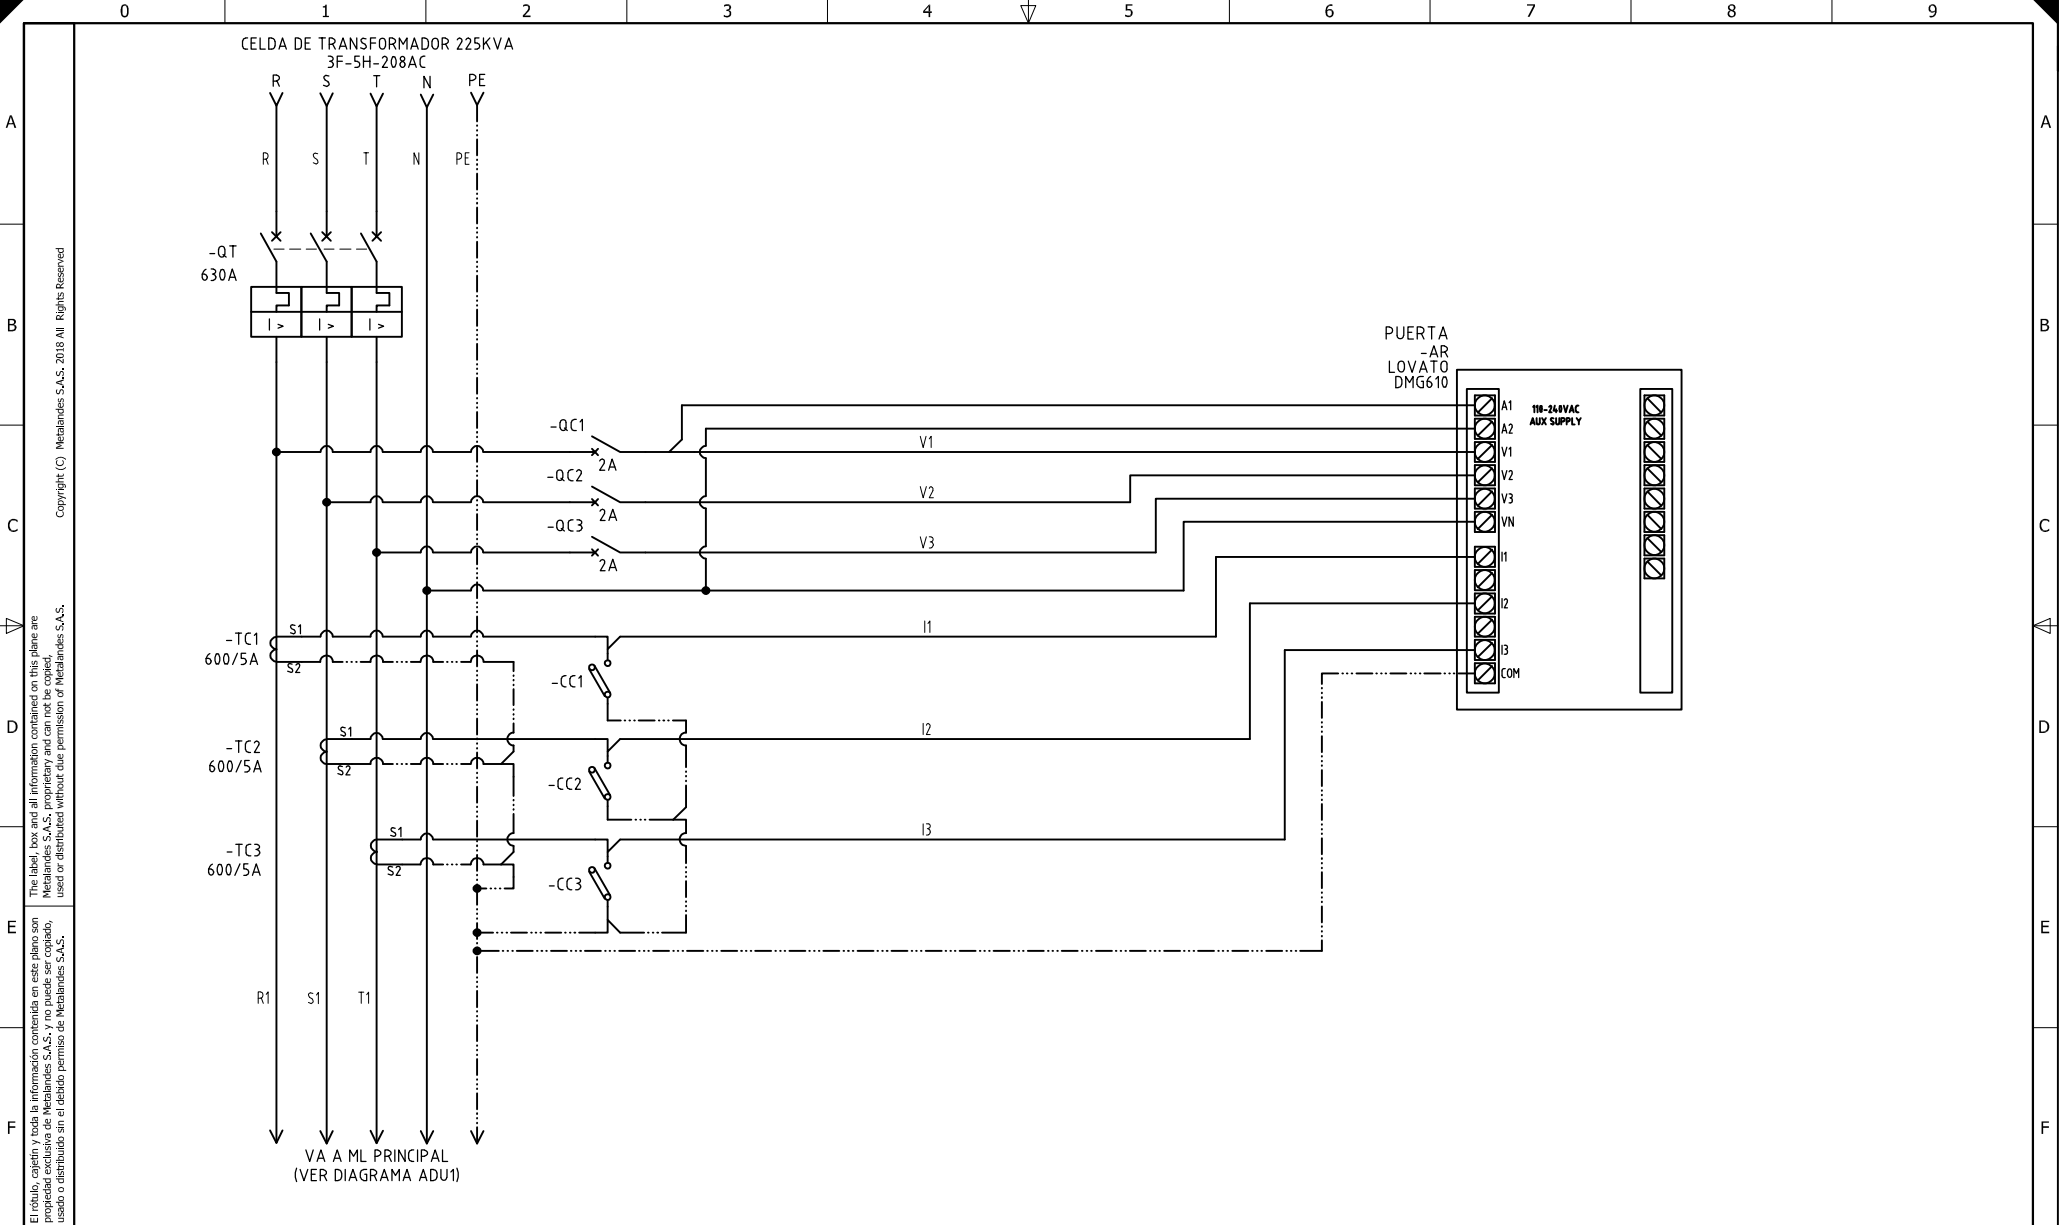 0 1 2 3 4 5 6 7 8 9
CELDA DE TRANSFORMADOR 225KVA
3F-5H-208AC
R S T N PE
A A
R S T N PE
-QT
630A
I > I > I >
B B
PUERTA
-AR
LOVATO
DMG610
110-240VAC
AUX SUPPLY
A1
A2
V1
V2
V3
VN
I1
I2
I3
COM
-QC1
2A
V1
-QC2
2A
V2
-QC3
2A
V3
C C
-TC1
600/5A
S1
S2
I1
-CC1
D D
-TC2
600/5A
S1
S2
I2
-CC2
-TC3
600/5A
S1
S2
I3
-CC3
E E
R1 S1 T1
F F
VA A ML PRINCIPAL
(VER DIAGRAMA ADU1)
Copyright (C) Metalandes S.A.S. 2018 All Rights Reserved
The label, box and all information contained on this plane are
Metalandes S.A.S. proprietary and can not be copied,
used or distributed without due permission of Metalandes S.A.S.
El rótulo, cajetín y toda la información contenida en este plano son
propiedad exclusiva de Metalandes S.A.S. y no puede ser copiado,
usado o distribuido sin el debido permiso de Metalandes S.A.S.